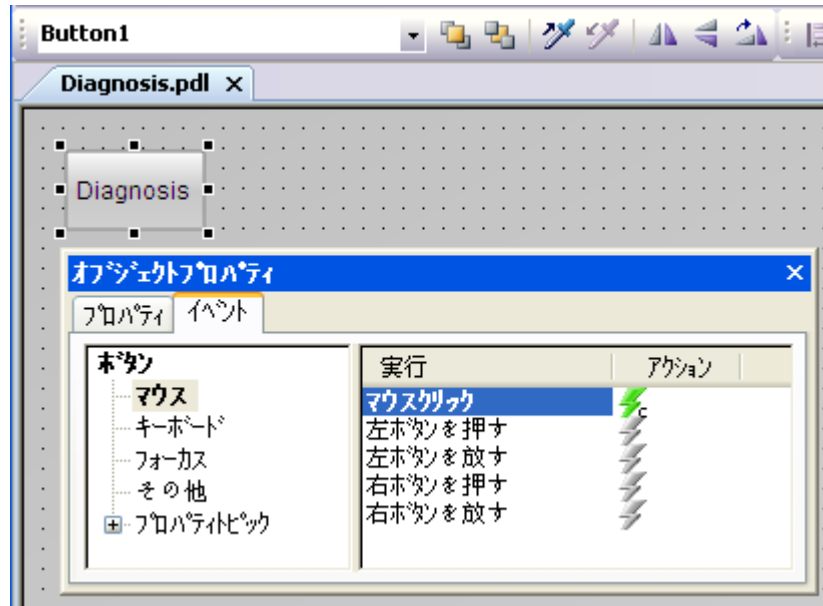 Button1
Diagnosis.pdl X
Diagnosis
ｵﾌﾞｼﾞｪｸﾄﾌﾟﾛﾊﾟﾃｨ
ﾌﾟﾛﾊﾟﾃｨ ｲﾍﾞﾝﾄ
ﾎﾞﾀﾝ
ﾏｳｽ
ｷｰﾎﾞｰﾄﾞ
ﾌｫｰｶｽ
その他
ﾌﾟﾛﾊﾟﾃｨﾄﾋﾟｯｸ
実行 ｱｸｼｮﾝ
ﾏｳｽｸﾘｯｸ
左ﾎﾞﾀﾝを押す
左ﾎﾞﾀﾝを放す
右ﾎﾞﾀﾝを押す
右ﾎﾞﾀﾝを放す